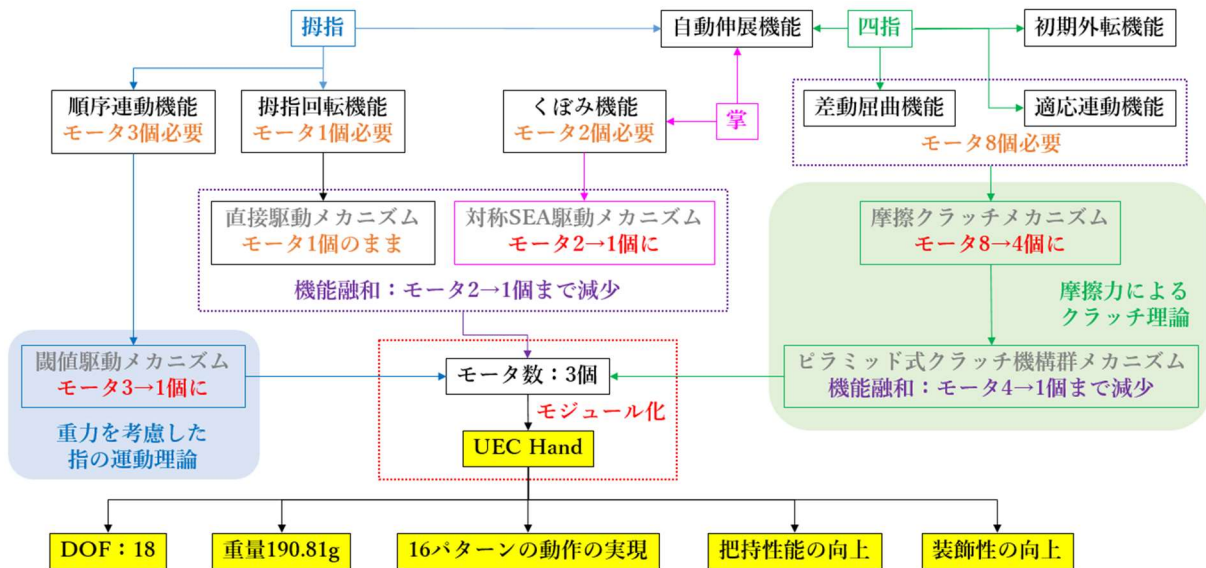 拇指
自動伸展機能
四指
初期外転機能
順序連動機能
モータ3個必要
拇指回転機能
モータ1個必要
くぼみ機能
モータ2個必要
掌
差動屈曲機能
適応連動機能
モータ8個必要
直接駆動メカニズム
モータ1個のまま
対称SEA駆動メカニズム
モータ2→1個に
機能融和：モータ2→1個まで減少
摩擦クラッチメカニズム
モータ8→4個に
摩擦力による
クラッチ理論
閾値駆動メカニズム
モータ3→1個に
重力を考慮した
指の運動理論
モータ数：3個
モジュール化
UEC Hand
ピラミッド式クラッチ機構群メカニズム
機能融和：モータ4→1個まで減少
DOF：18
重量190.81g
16パターンの動作の実現
把持性能の向上
装飾性の向上